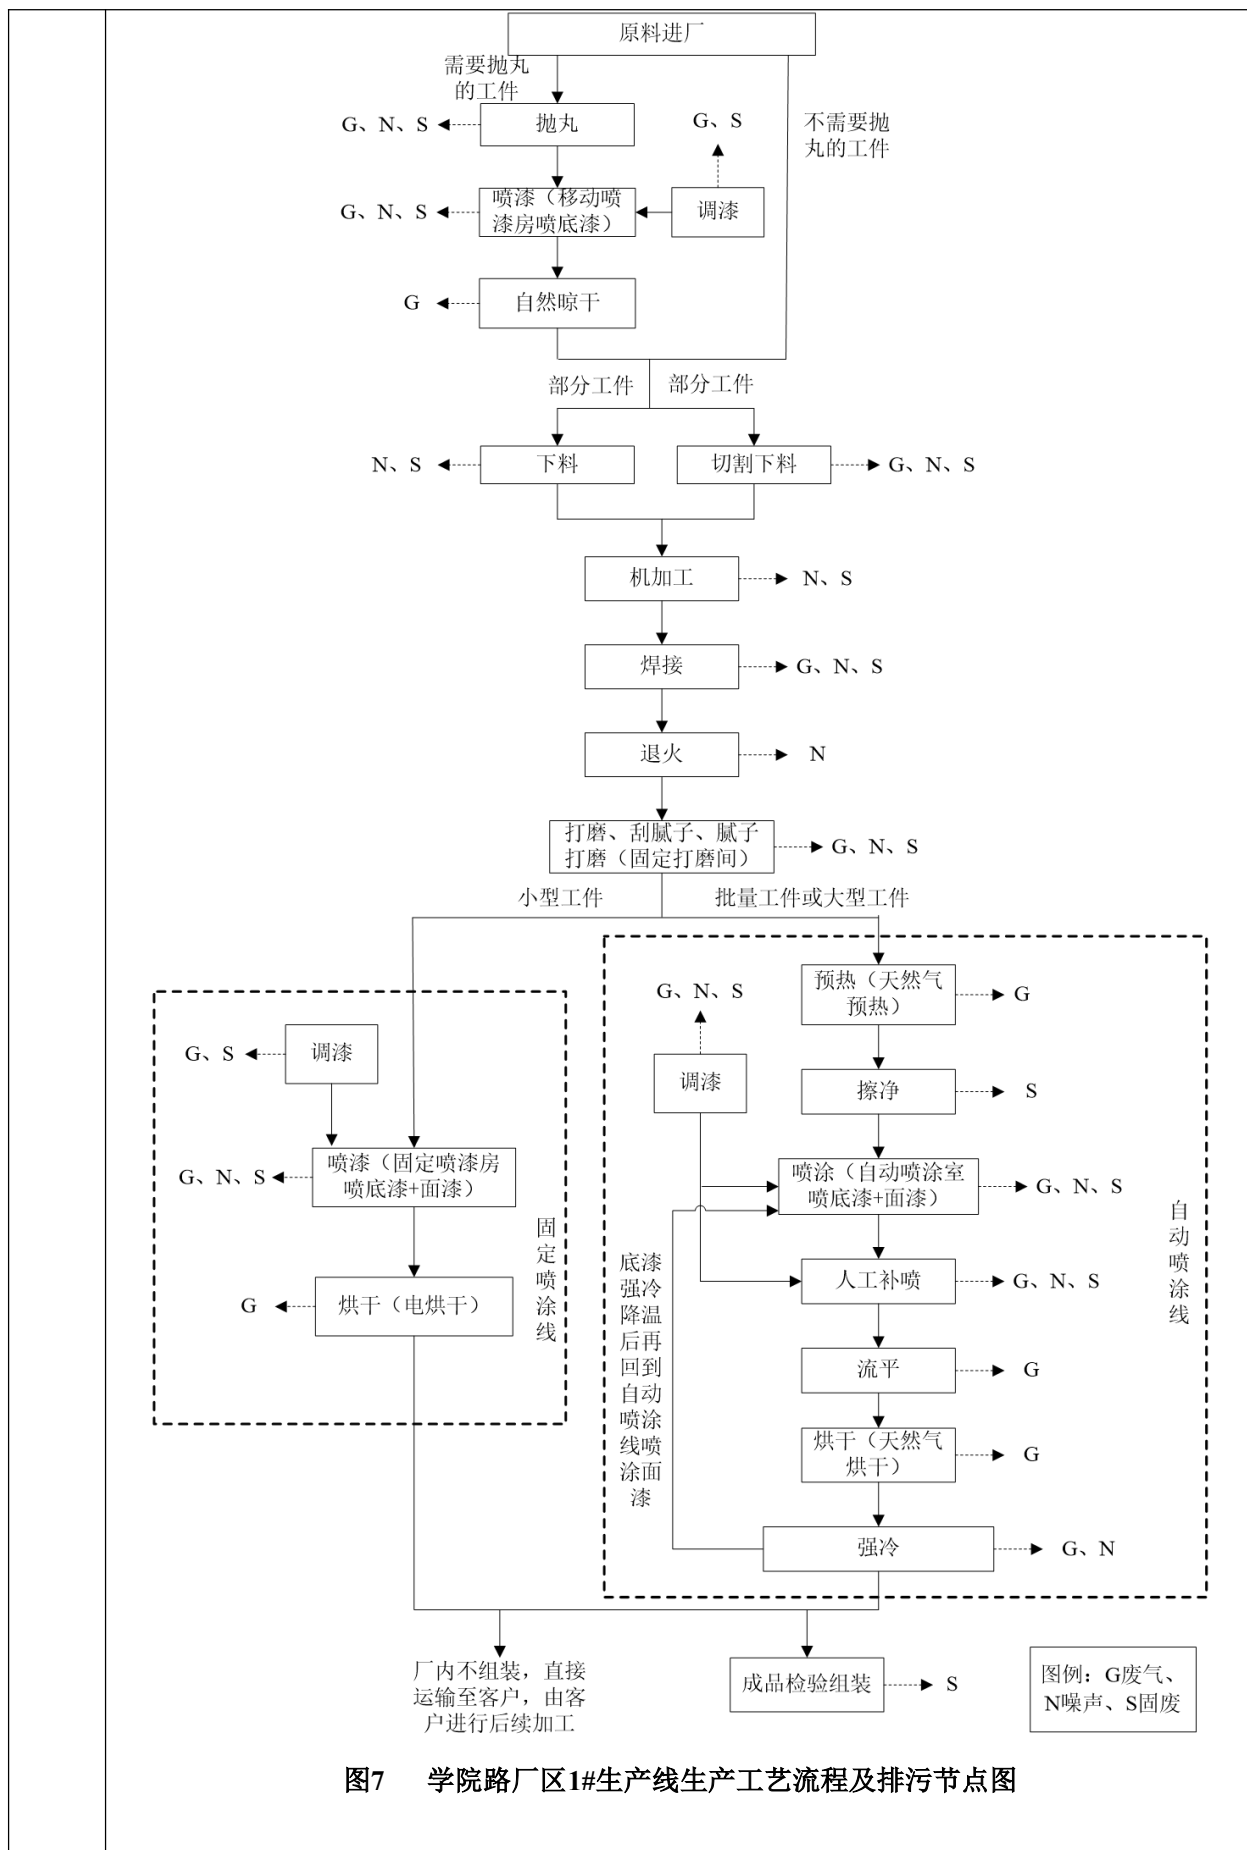 原料进厂
需要抛丸
的工件
不需要抛
丸的工件
G、N、S
抛丸
G、S
G、N、S
喷漆（移动喷
漆房喷底漆）
调漆
G
自然晾干
部分工件
部分工件
N、S
下料
切割下料
G、N、S
机加工
N、S
焊接
G、N、S
退火
N
打磨、刮腻子、腻子
打磨（固定打磨间）
G、N、S
小型工件
批量工件或大型工件
G、S
调漆
G、N、S
喷漆（固定喷漆房
喷底漆+面漆）
G
烘干（电烘干）
固
定
喷
涂
线
G、N、S
调漆
预热（天然气
预热）
G
擦净
S
喷涂（自动喷涂室
喷底漆+面漆）
G、N、S
人工补喷
G、N、S
流平
G
烘干（天然气
烘干）
G
强冷
G、N
底漆
强冷
降温
后再
回到
自动
喷涂
线喷
涂面
漆
自
动
喷
涂
线
厂内不组装，直接
运输至客户，由客
户进行后续加工
成品检验组装
S
图例：G废气、
N噪声、S固废
图7 学院路厂区1#生产线生产工艺流程及排污节点图